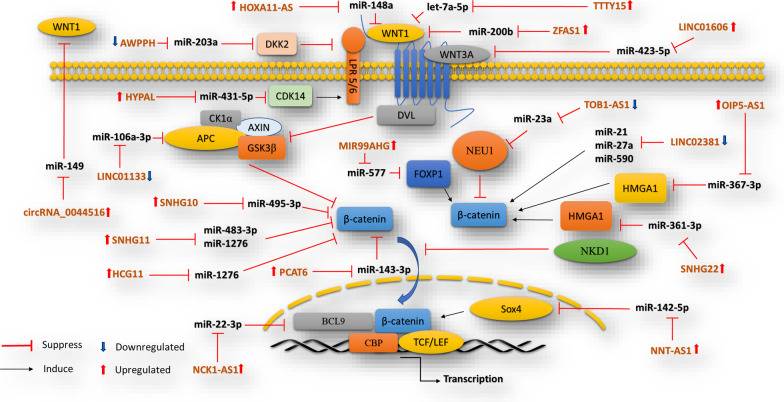 HOXA11-AS
miR-148a
let-7a-5p
TTTY15
WNT1
AWPPH
miR-203a
DKK2
WNT1
miR-200b
ZFAS1
LINC01606
WNT3A
miR-423-5p
LPR 5/6
HYPAL
miR-431-5p
CDK14
DVL
TOB1-AS1
OIP5-AS1
CK1α
AXIN
APC
GSK3β
miR-106a-3p
miR-23a
miR-21
miR-27a
miR-590
LINC02381
MIR99AHG
NEU1
miR-149
LINC01133
miR-577
FOXP1
HMGA1
miR-367-3p
circRNA_0044516
SNHG10
miR-495-3p
β-catenin
β-catenin
HMGA1
miR-361-3p
SNHG11
miR-483-3p
miR-1276
NKD1
HCG11
miR-1276
PCAT6
miR-143-3p
SNHG22
miR-22-3p
BCL9
β-catenin
Sox4
miR-142-5p
CBP
TCF/LEF
NCK1-AS1
NNT-AS1
Transcription
Suppress
Downregulated
Induce
Upregulated